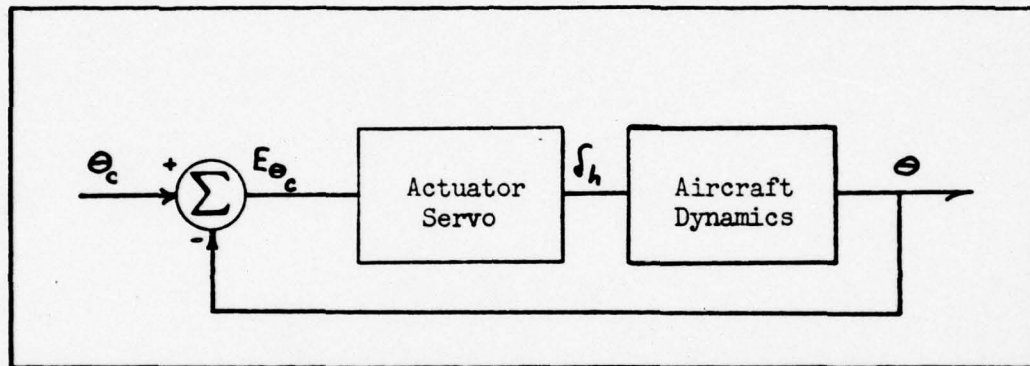 Θc
+
Σ
-
EΘc
Actuator
Servo
δh
Aircraft
Dynamics
Θ